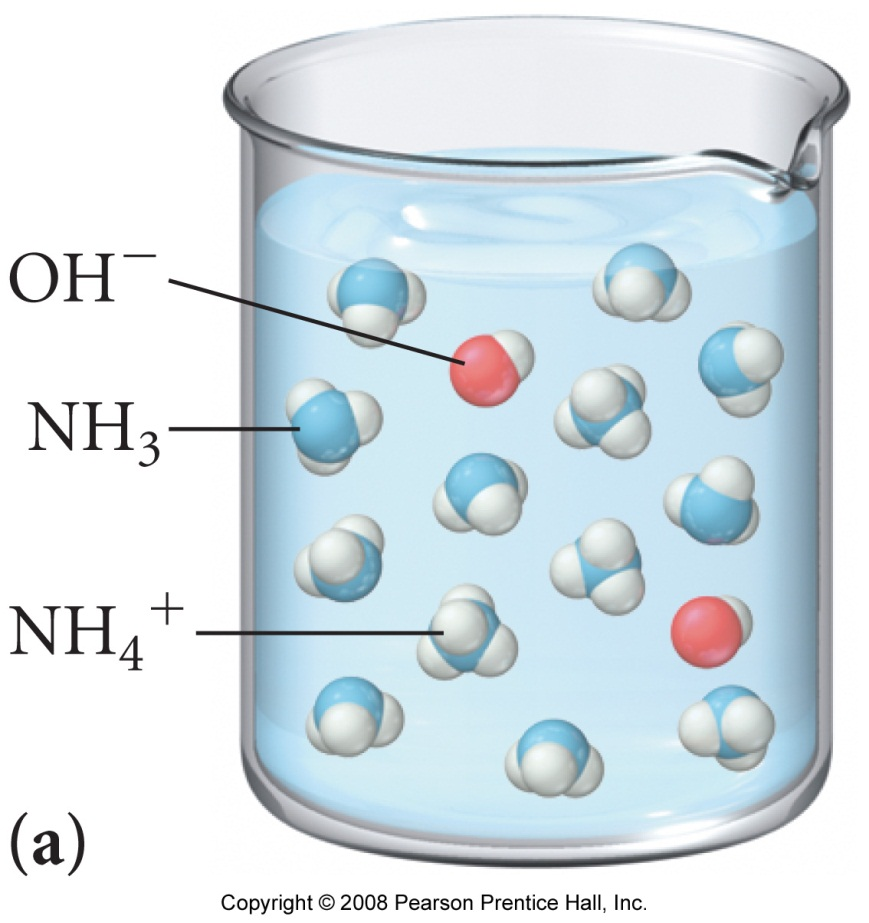 OH⁻
NH₃
NH₄⁺
(a)
Copyright © 2008 Pearson Prentice Hall, Inc.